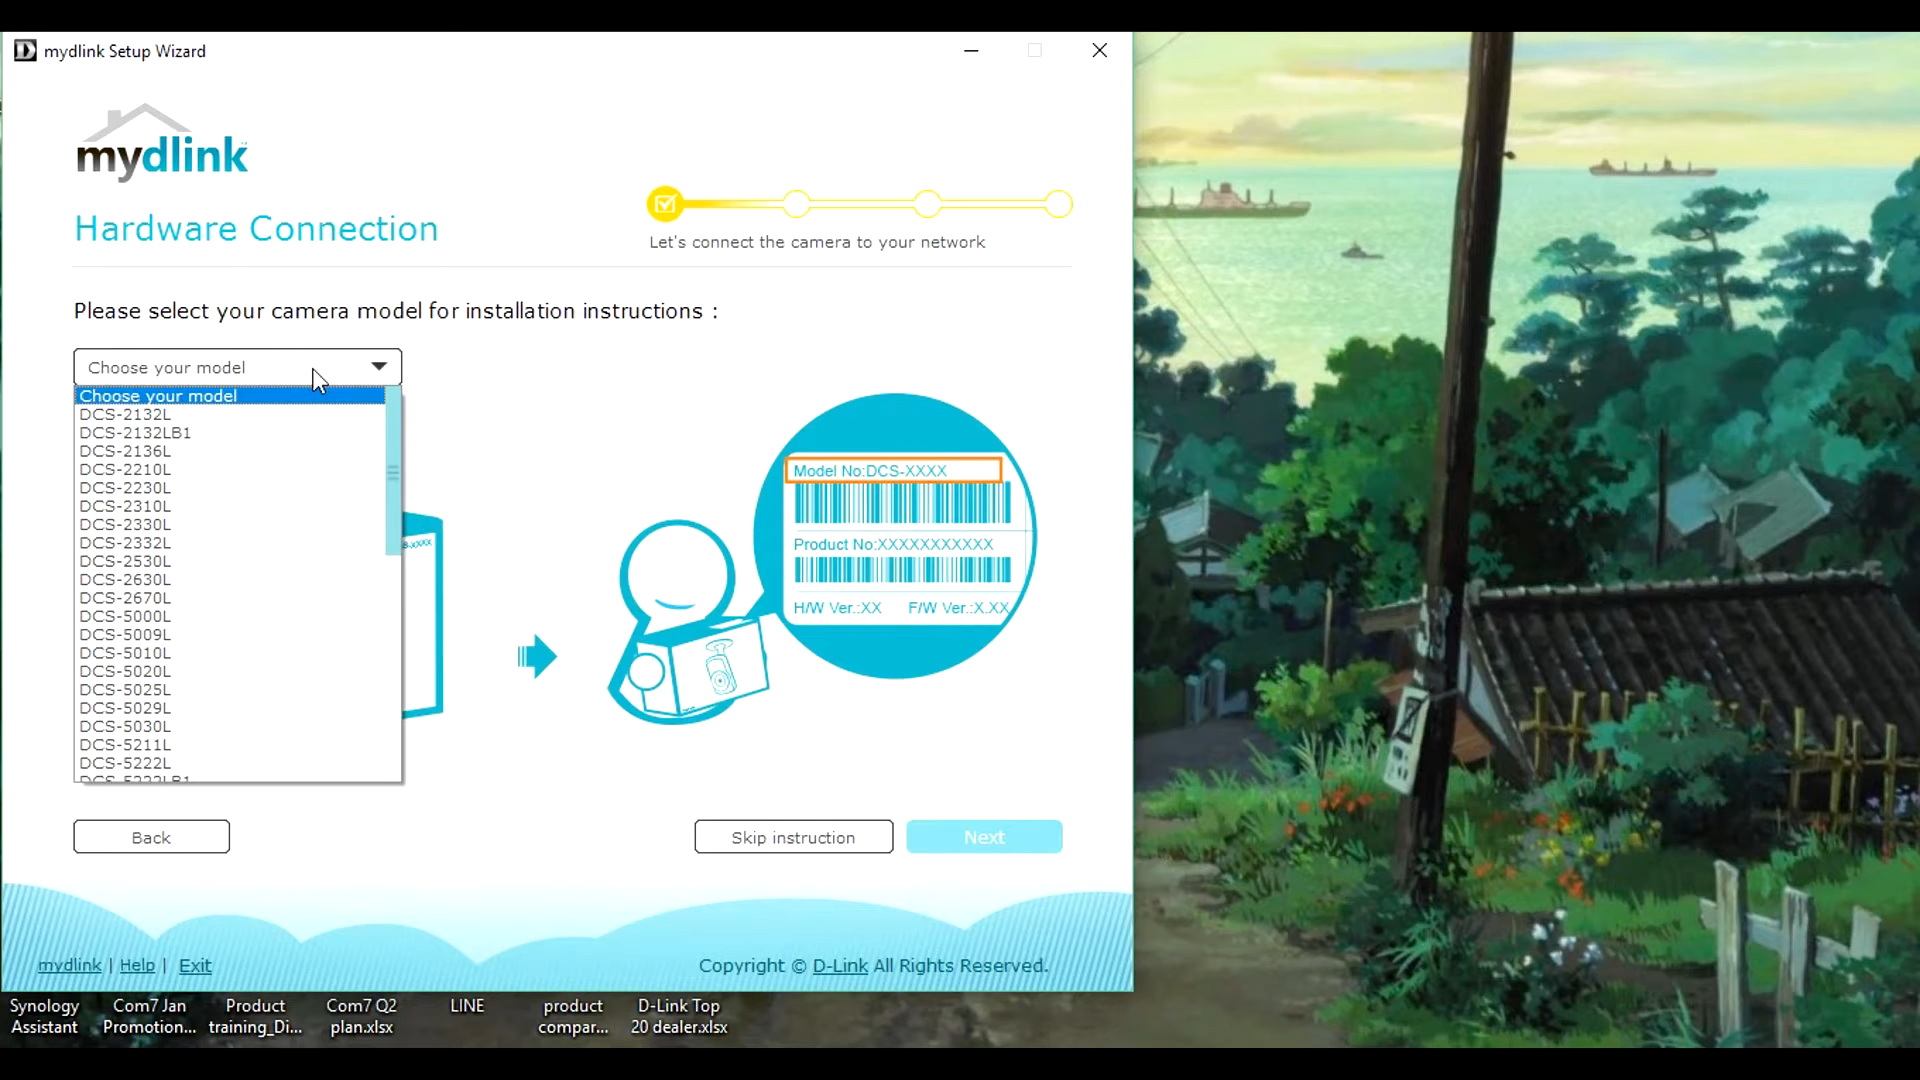 mydlink Setup Wizard
mydlink
Hardware Connection
Let's connect the camera to your network
Please select your camera model for installation instructions :
Choose your model
Choose your model
DCS-2132L
DCS-2132LB1
DCS-2136L
DCS-2210L
DCS-2230L
DCS-2310L
DCS-2330L
DCS-2332L
DCS-2530L
DCS-2630L
DCS-2670L
DCS-5000L
DCS-5009L
DCS-5010L
DCS-5020L
DCS-5025L
DCS-5029L
DCS-5030L
DCS-5211L
DCS-5222L
DCS-5222LB1
Model No:DCS-XXXX
Product No:XXXXXXXXXXX
H/W Ver.:XX F/W Ver.:X.XX
Back
Skip instruction
Next
mydlink | Help | Exit
Copyright © D-Link All Rights Reserved.
Synology Assistant
Com7 Jan Promotion...
Product training_Di...
Com7 Q2 plan.xlsx
LINE
product compar...
D-Link Top 20 dealer.xlsx